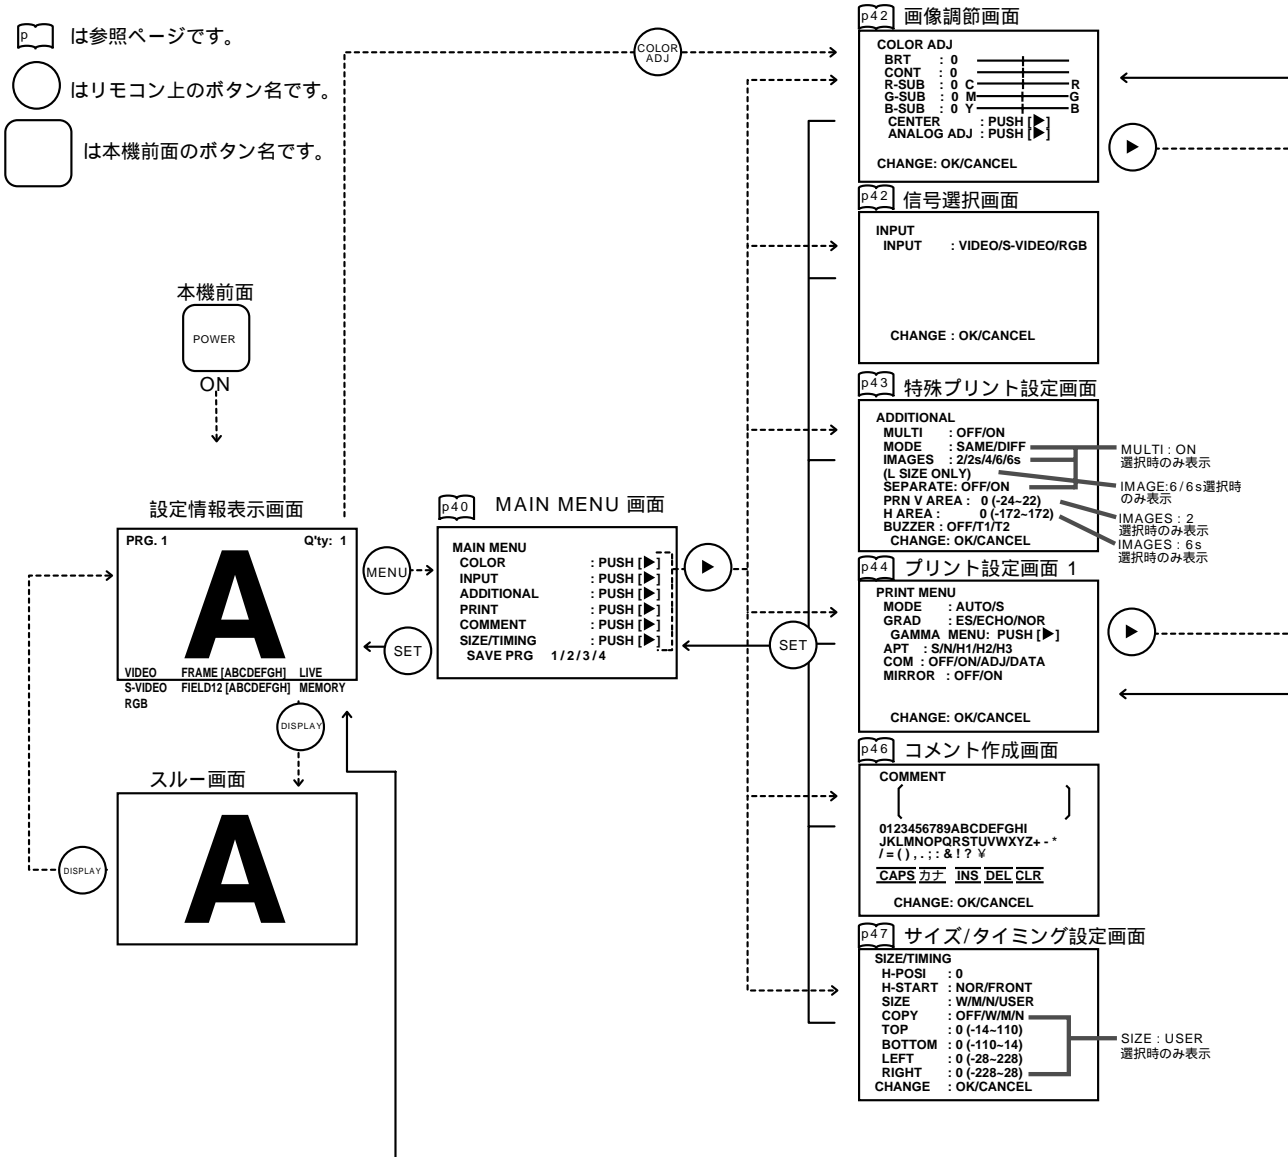 p は参照ページです。
はリモコン上のボタン名です。
は本機前面のボタン名です。
COLOR ADJ
本機前面
POWER
ON
設定情報表示画面
PRG. 1 Q'ty: 1
A
VIDEO FRAME [ABCDEFGH] LIVE
S-VIDEO FIELD12 [ABCDEFGH] MEMORY
RGB
MENU
SET
DISPLAY
スルー画面
A
DISPLAY
p40 MAIN MENU 画面
MAIN MENU
COLOR : PUSH [▶]
INPUT : PUSH [▶]
ADDITIONAL : PUSH [▶]
PRINT : PUSH [▶]
COMMENT : PUSH [▶]
SIZE/TIMING : PUSH [▶]
SAVE PRG 1/2/3/4
▶
SET
p42 画像調節画面
COLOR ADJ
BRT : 0
CONT : 0
R-SUB : 0 C R
G-SUB : 0 M G
B-SUB : 0 Y B
CENTER : PUSH [▶]
ANALOG ADJ : PUSH [▶]
CHANGE: OK/CANCEL
▶
p42 信号選択画面
INPUT
INPUT : VIDEO/S-VIDEO/RGB
CHANGE : OK/CANCEL
p43 特殊プリント設定画面
ADDITIONAL
MULTI : OFF/ON
MODE : SAME/DIFF
IMAGES : 2/2s/4/6/6s
(L SIZE ONLY)
SEPARATE: OFF/ON
PRN V AREA : 0 (-24~22)
H AREA : 0 (-172~172)
BUZZER : OFF/T1/T2
CHANGE: OK/CANCEL
MULTI : ON
選択時のみ表示
IMAGE:6/6s選択時
のみ表示
IMAGES : 2
選択時のみ表示
IMAGES : 6s
選択時のみ表示
p44 プリント設定画面 1
PRINT MENU
MODE : AUTO/S
GRAD : ES/ECHO/NOR
GAMMA MENU: PUSH [▶]
APT : S/N/H1/H2/H3
COM : OFF/ON/ADJ/DATA
MIRROR : OFF/ON
CHANGE: OK/CANCEL
▶
p46 コメント作成画面
COMMENT
[ ]
0123456789ABCDEFGHI
JKLMNOPQRSTUVWXYZ+ - *
/ = ( ) , . ; : & ! ? ¥
CAPS カナ INS DEL CLR
CHANGE: OK/CANCEL
p47 サイズ/タイミング設定画面
SIZE/TIMING
H-POSI : 0
H-START : NOR/FRONT
SIZE : W/M/N/USER
COPY : OFF/W/M/N
TOP : 0 (-14~110)
BOTTOM : 0 (-110~14)
LEFT : 0 (-28~228)
RIGHT : 0 (-228~28)
CHANGE : OK/CANCEL
SIZE : USER
選択時のみ表示